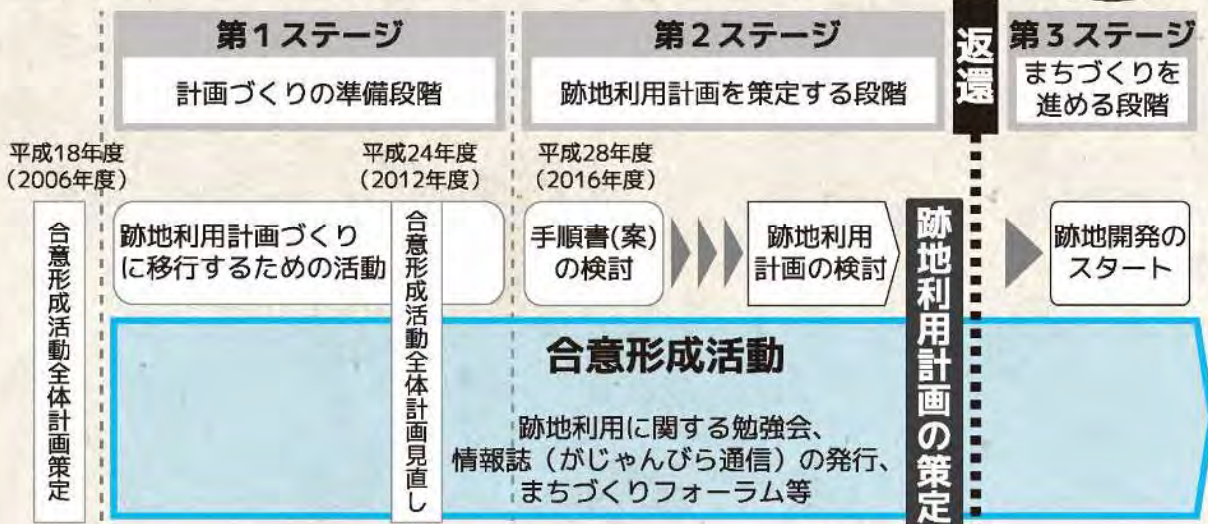 第1ステージ
計画づくりの準備段階
第2ステージ
跡地利用計画を策定する段階
返還
第3ステージ
まちづくりを
進める段階
平成18年度
(2006年度)
平成24年度
(2012年度)
平成28年度
(2016年度)
合意形成活動全体計画策定
跡地利用計画づくり
に移行するための活動
合意形成活動全体計画見直し
手順書(案)
の検討
跡地利用
計画の検討
跡地利用計画の策定
跡地開発の
スタート
合意形成活動
跡地利用に関する勉強会、
情報誌(がじゃんびら通信)の発行、
まちづくりフォーラム等